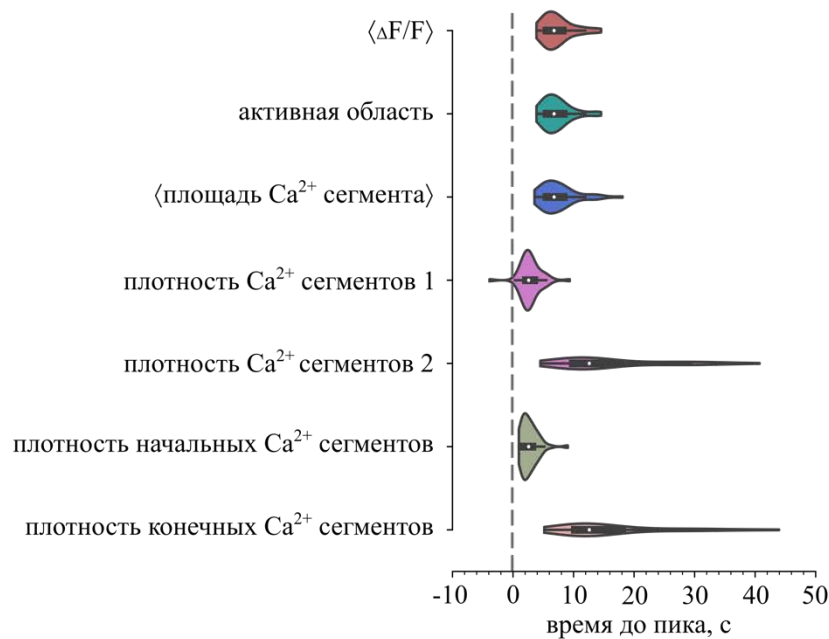 ⟨ΔF/F⟩
активная область
⟨площадь Ca²⁺ сегмента⟩
плотность Ca²⁺ сегментов 1
плотность Ca²⁺ сегментов 2
плотность начальных Ca²⁺ сегментов
плотность конечных Ca²⁺ сегментов
-10 0 10 20 30 40 50
время до пика, с